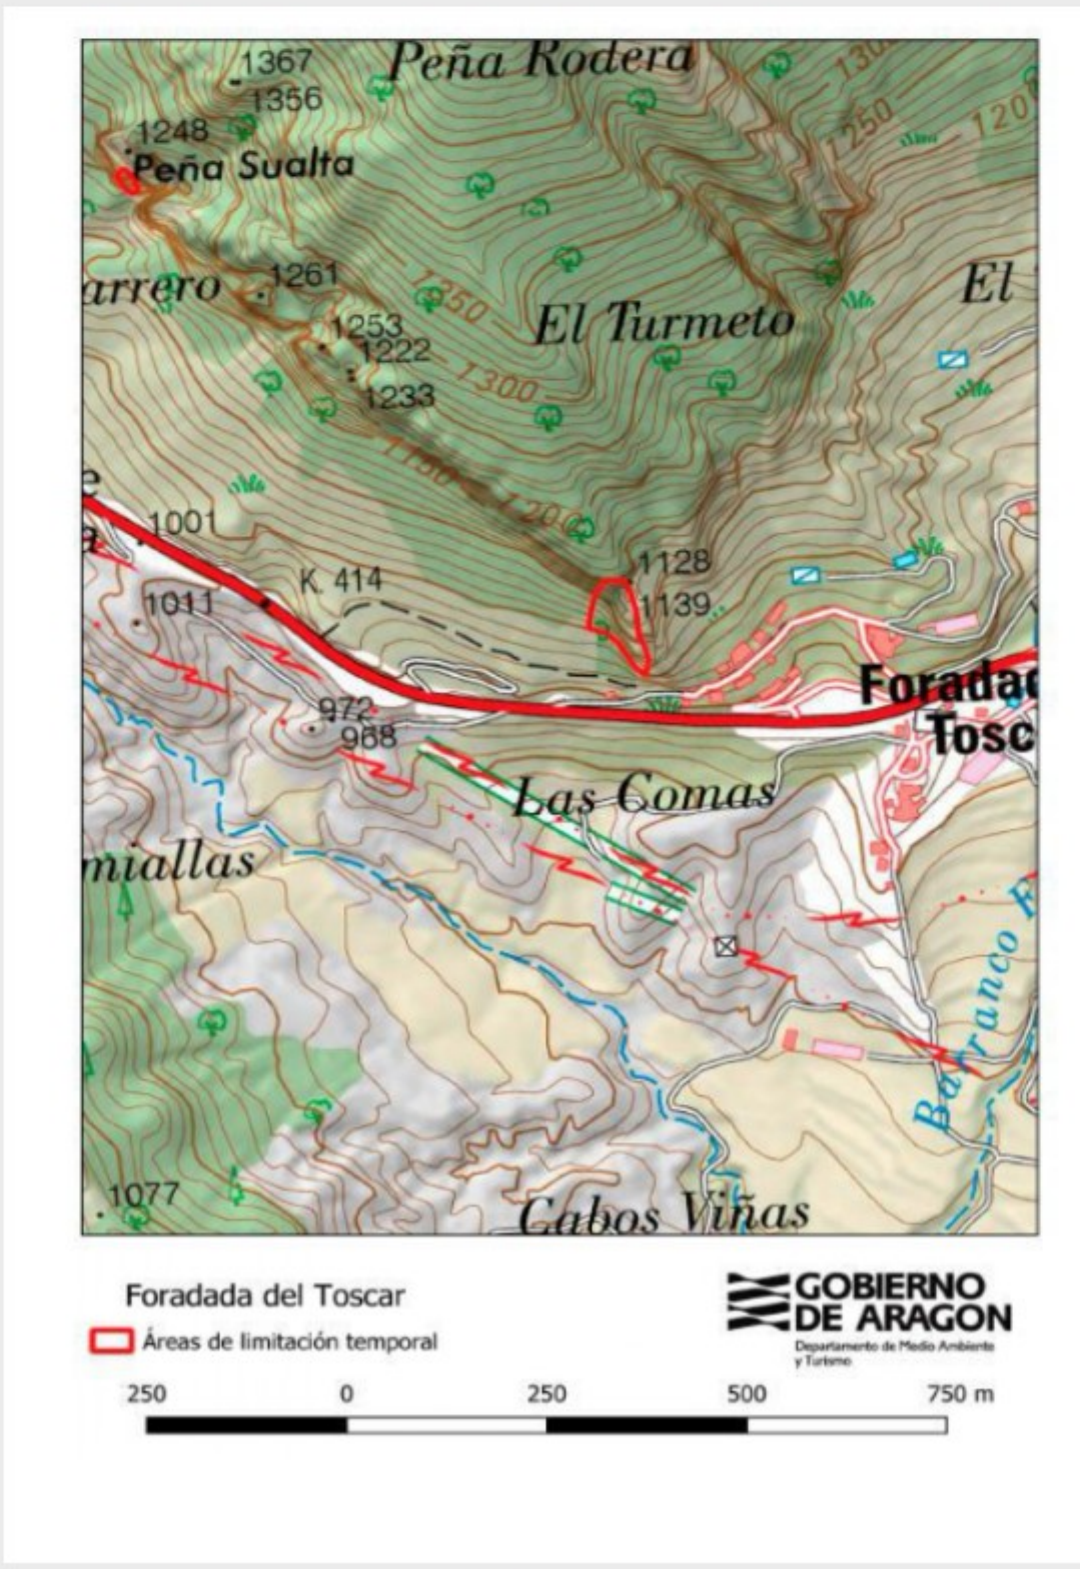 1367
Peña Rodera
1356
1300
1248
1250
120
Peña Sualta
arrero
1261
El
1250
El Turmeto
1253
1222
1300
1233
1150
1200
e
a
1001
1128
K. 414
1011
1139
Foradad
972
Tosc
968
Las Comas
miallas
Barranco
1077
Cabos Viñas
Foradada del Toscar
Áreas de limitación temporal
GOBIERNO
DE ARAGON
Departamento de Medio Ambiente
y Turismo
250 0 250 500 750 m